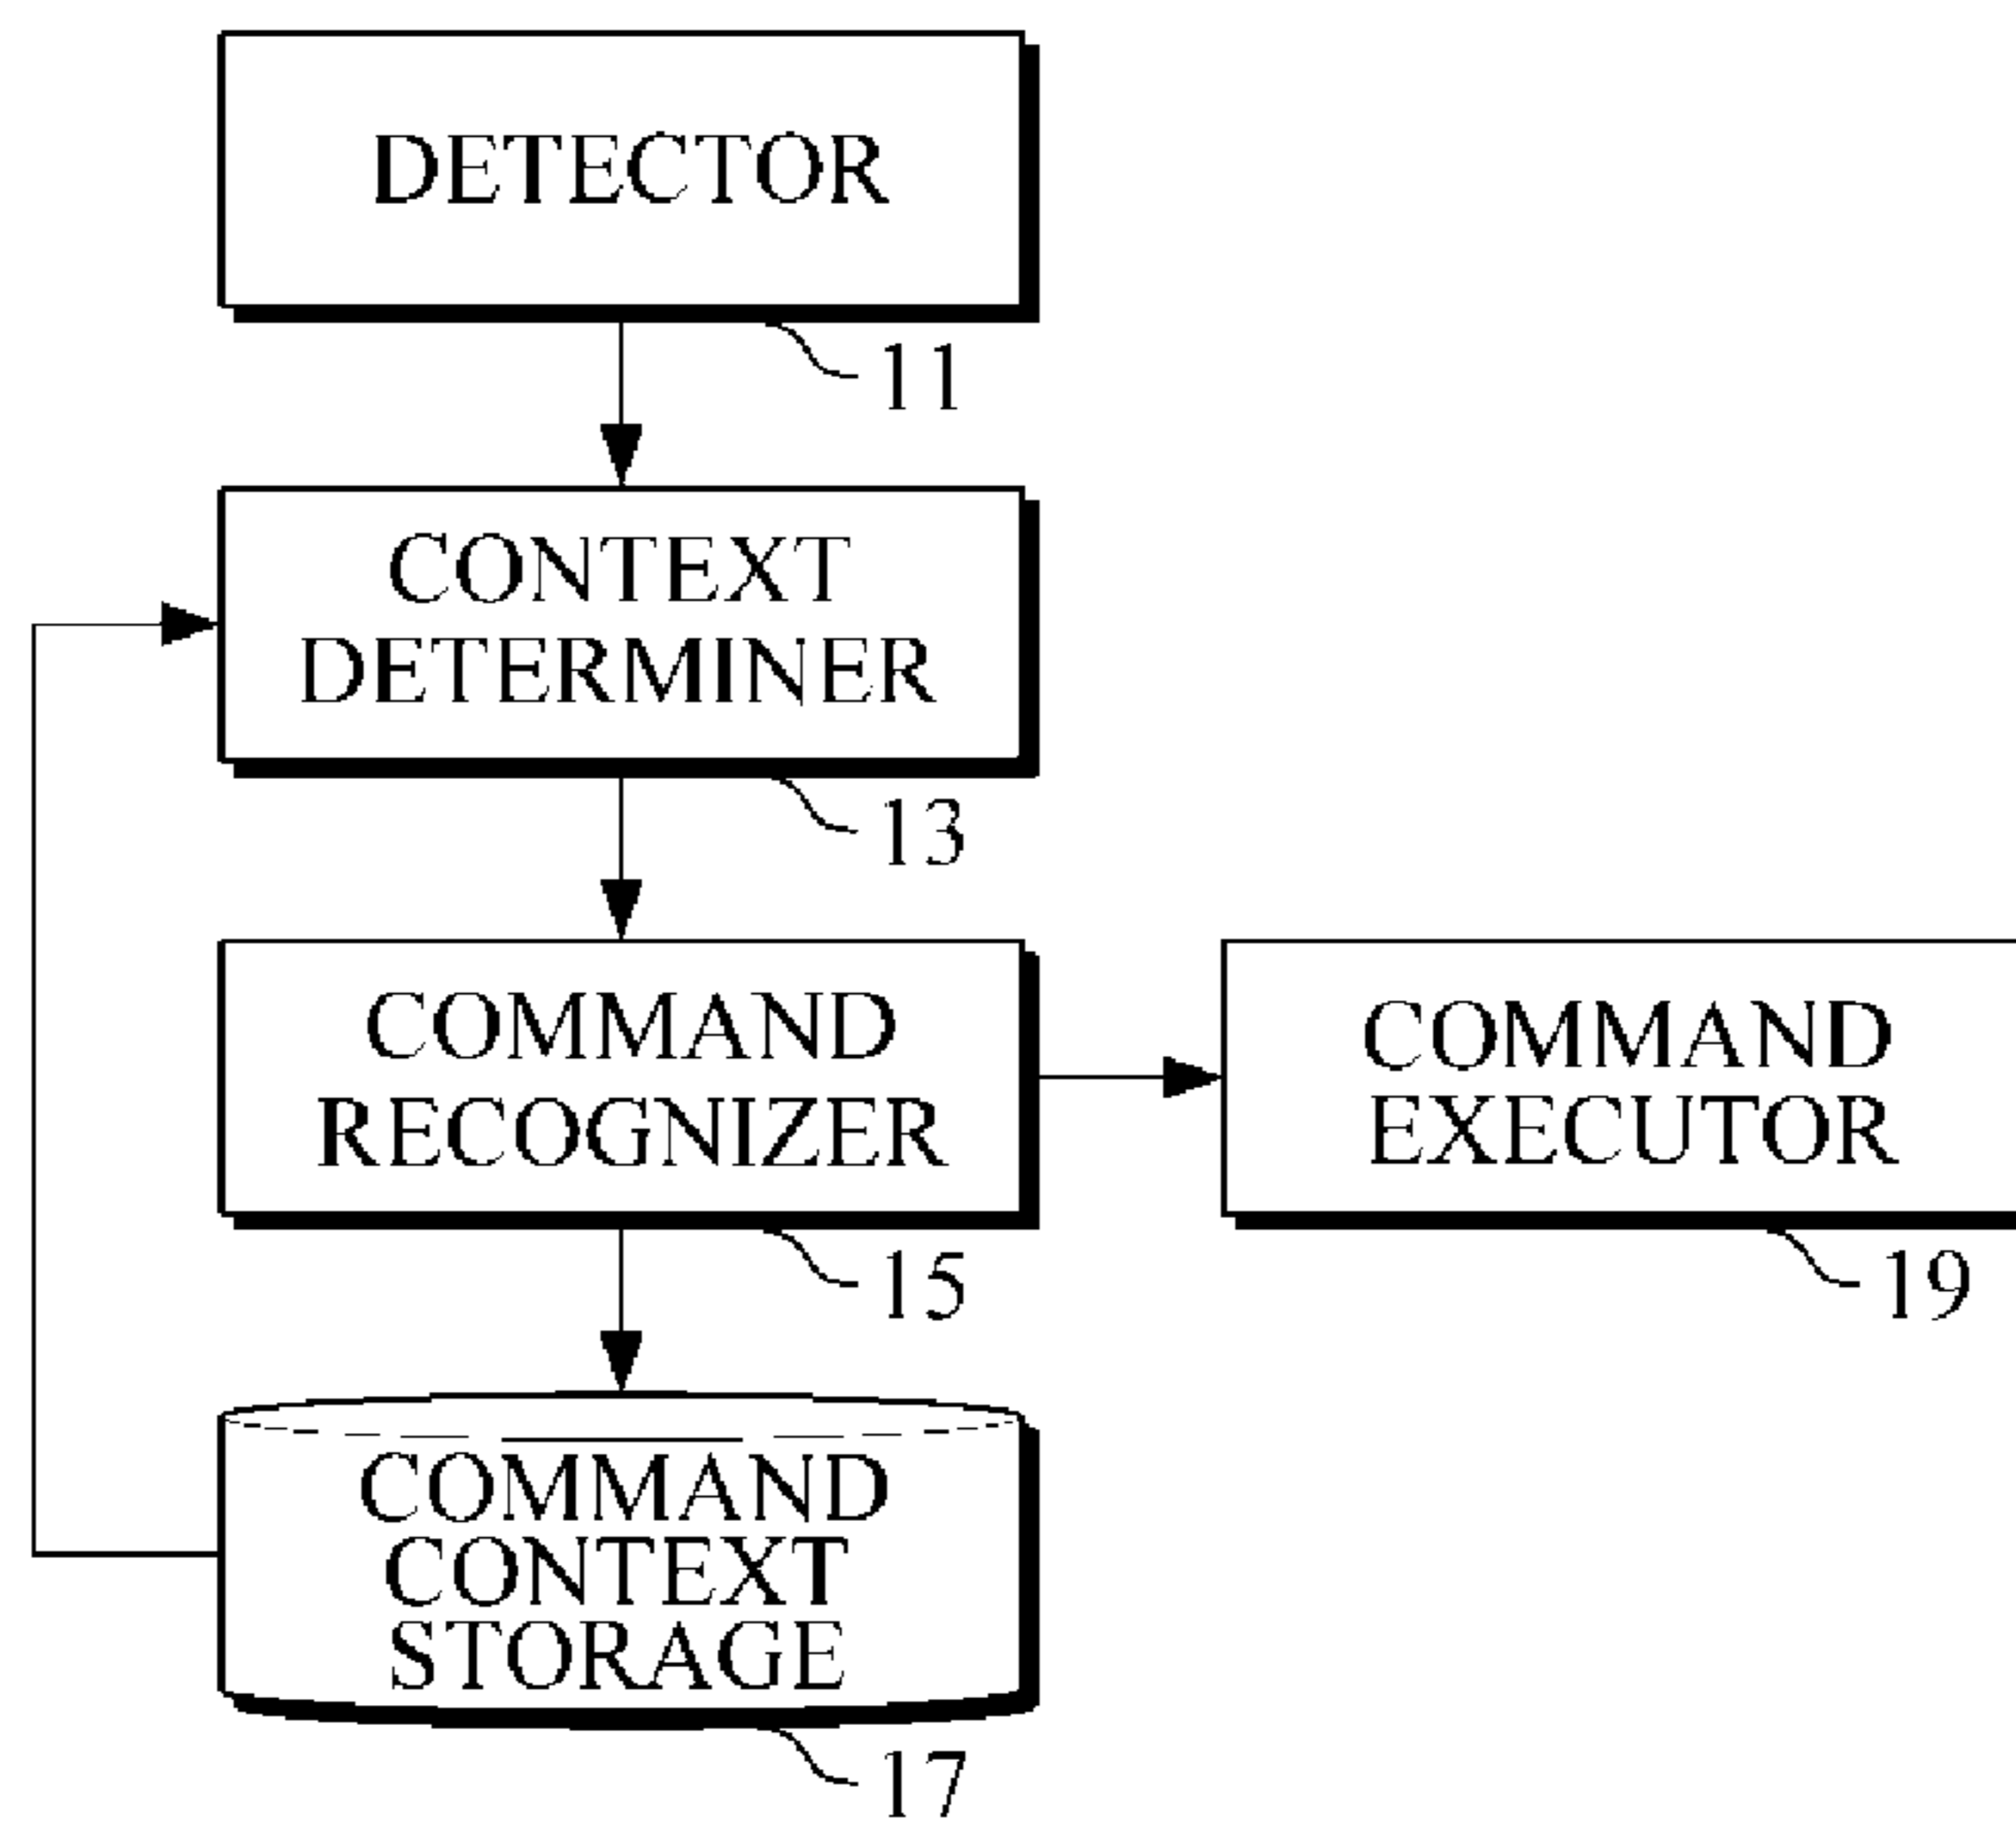 DETECTOR
11
CONTEXT
DETERMINER
13
COMMAND
RECOGNIZER
15
COMMAND
EXECUTOR
19
COMMAND
CONTEXT
STORAGE
17